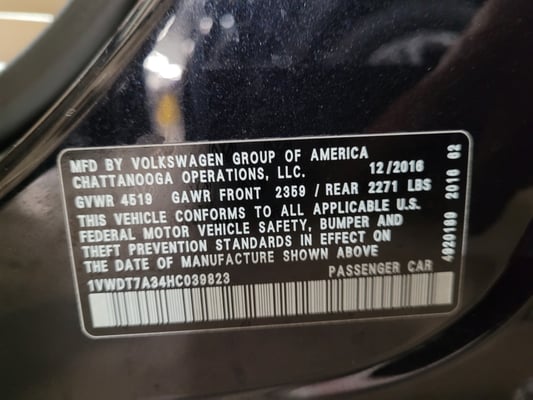 MFD BY VOLKSWAGEN GROUP OF AMERICA
CHATTANOOGA OPERATIONS, LLC. 12/2016
GVWR 4519 GAWR FRONT 2359 / REAR 2271 LBS
THIS VEHICLE CONFORMS TO ALL APPLICABLE U.S.
FEDERAL MOTOR VEHICLE SAFETY, BUMPER AND
THEFT PREVENTION STANDARDS IN EFFECT ON
THE DATE OF MANUFACTURE SHOWN ABOVE
1VWDT7A34HC039823 PASSENGER CAR
4920169 2016 02